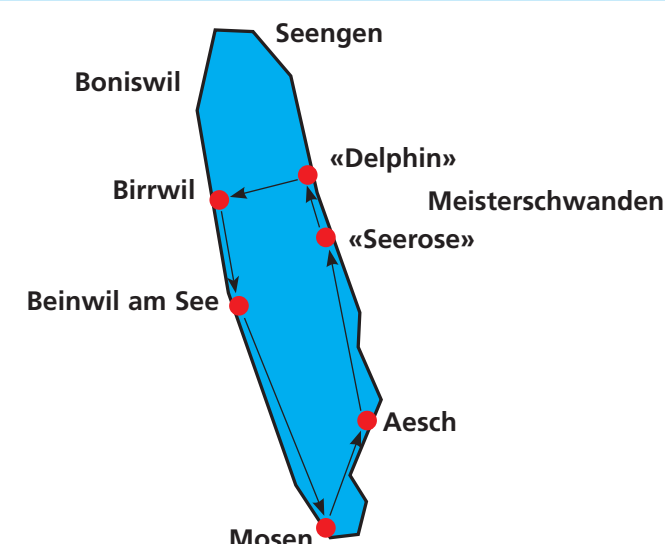 Seengen
Boniswil
«Delphin»
Birrwil
Meisterschwanden
«Seerose»
Beinwil am See
Aesch
Mosen